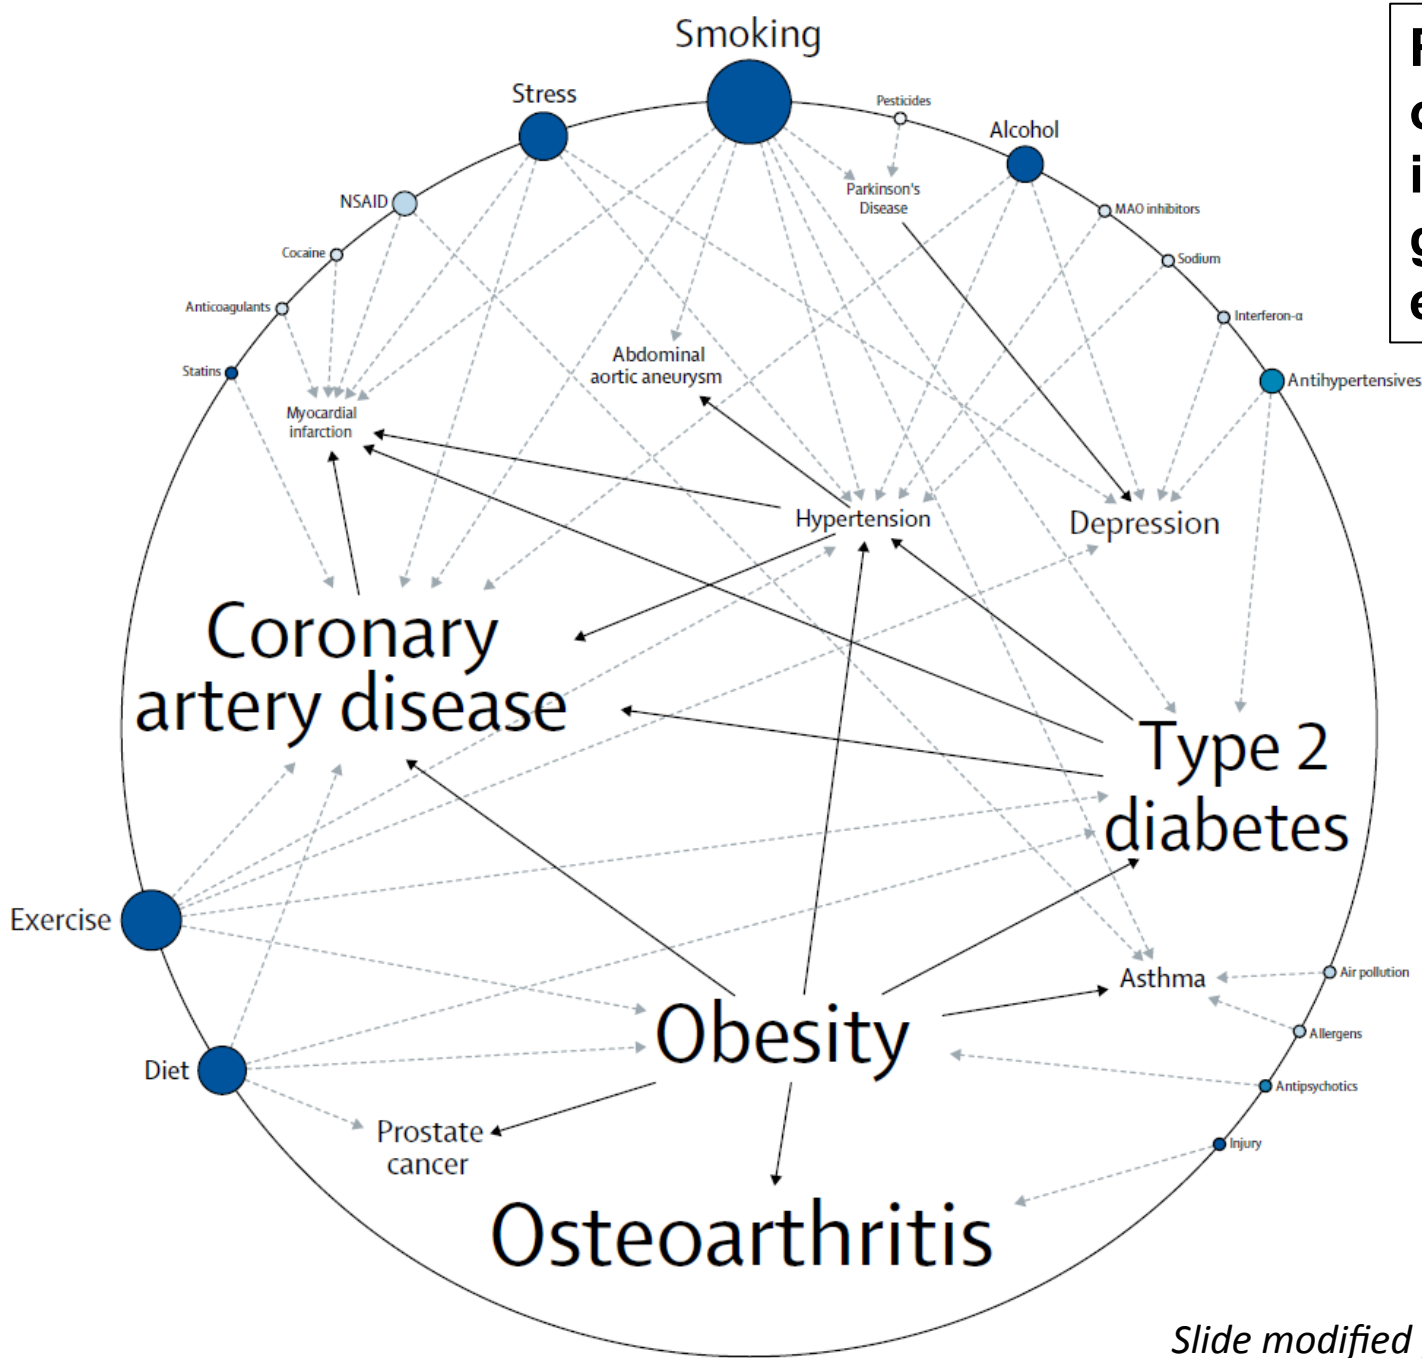 Smoking
Stress
Pesticides
Alcohol
Parkinson's
Disease
NSAID
MAO inhibitors
Cocaine
Sodium
Anticoagulants
Interferon-α
Abdominal
aortic aneurysm
Statins
Antihypertensives
Myocardial
infarction
Hypertension
Depression
Coronary
artery disease
Type 2
diabetes
Exercise
Asthma
Air pollution
Obesity
Allergens
Diet
Antipsychotics
Prostate
cancer
Injury
Osteoarthritis
Slide modified